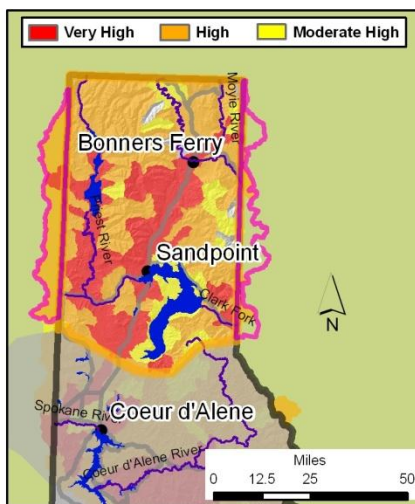 Very High High Moderate High
Moyie River
Bonners Ferry
Priest River
Sandpoint
Clark Fork
N
Spokane River
Coeur d'Alene
Coeur d'Alene River
Miles
0 12.5 25 50